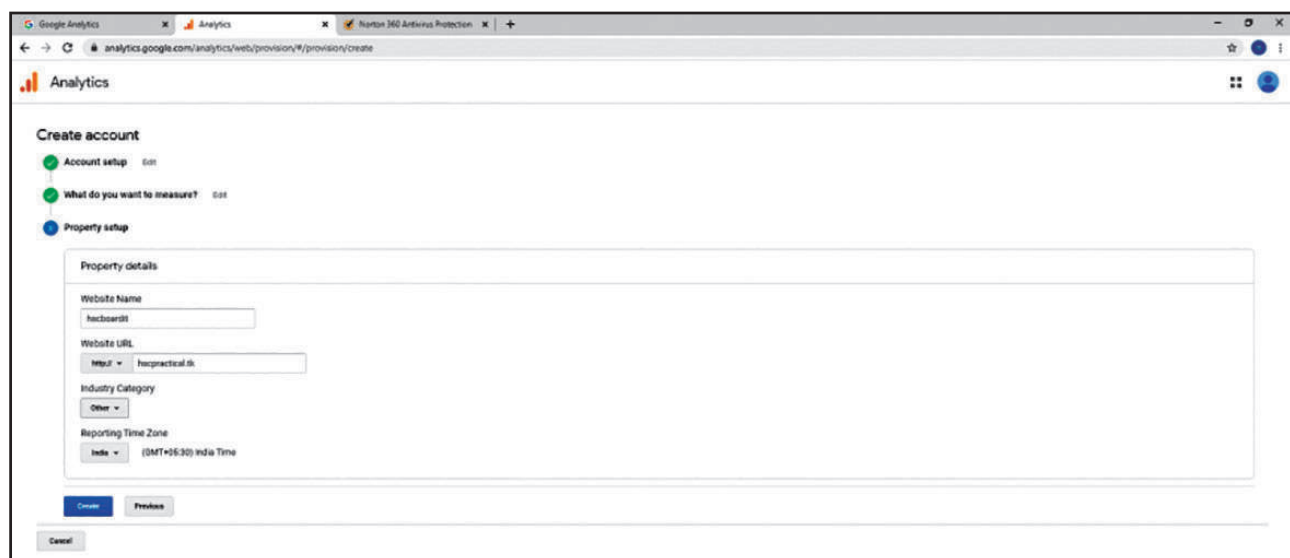 Google Analytics
Analytics
Norton 360 Antivirus Protection
analytics.google.com/analytics/web/provision/#/provision/create
Analytics
Create account
Account setup Edit
What do you want to measure? Edit
Property setup
Property details
Website Name
Website URL
http:// hscpractical.tk
Industry Category
Other
Reporting Time Zone
India (GMT+05:30) India Time
Create Previous
Cancel